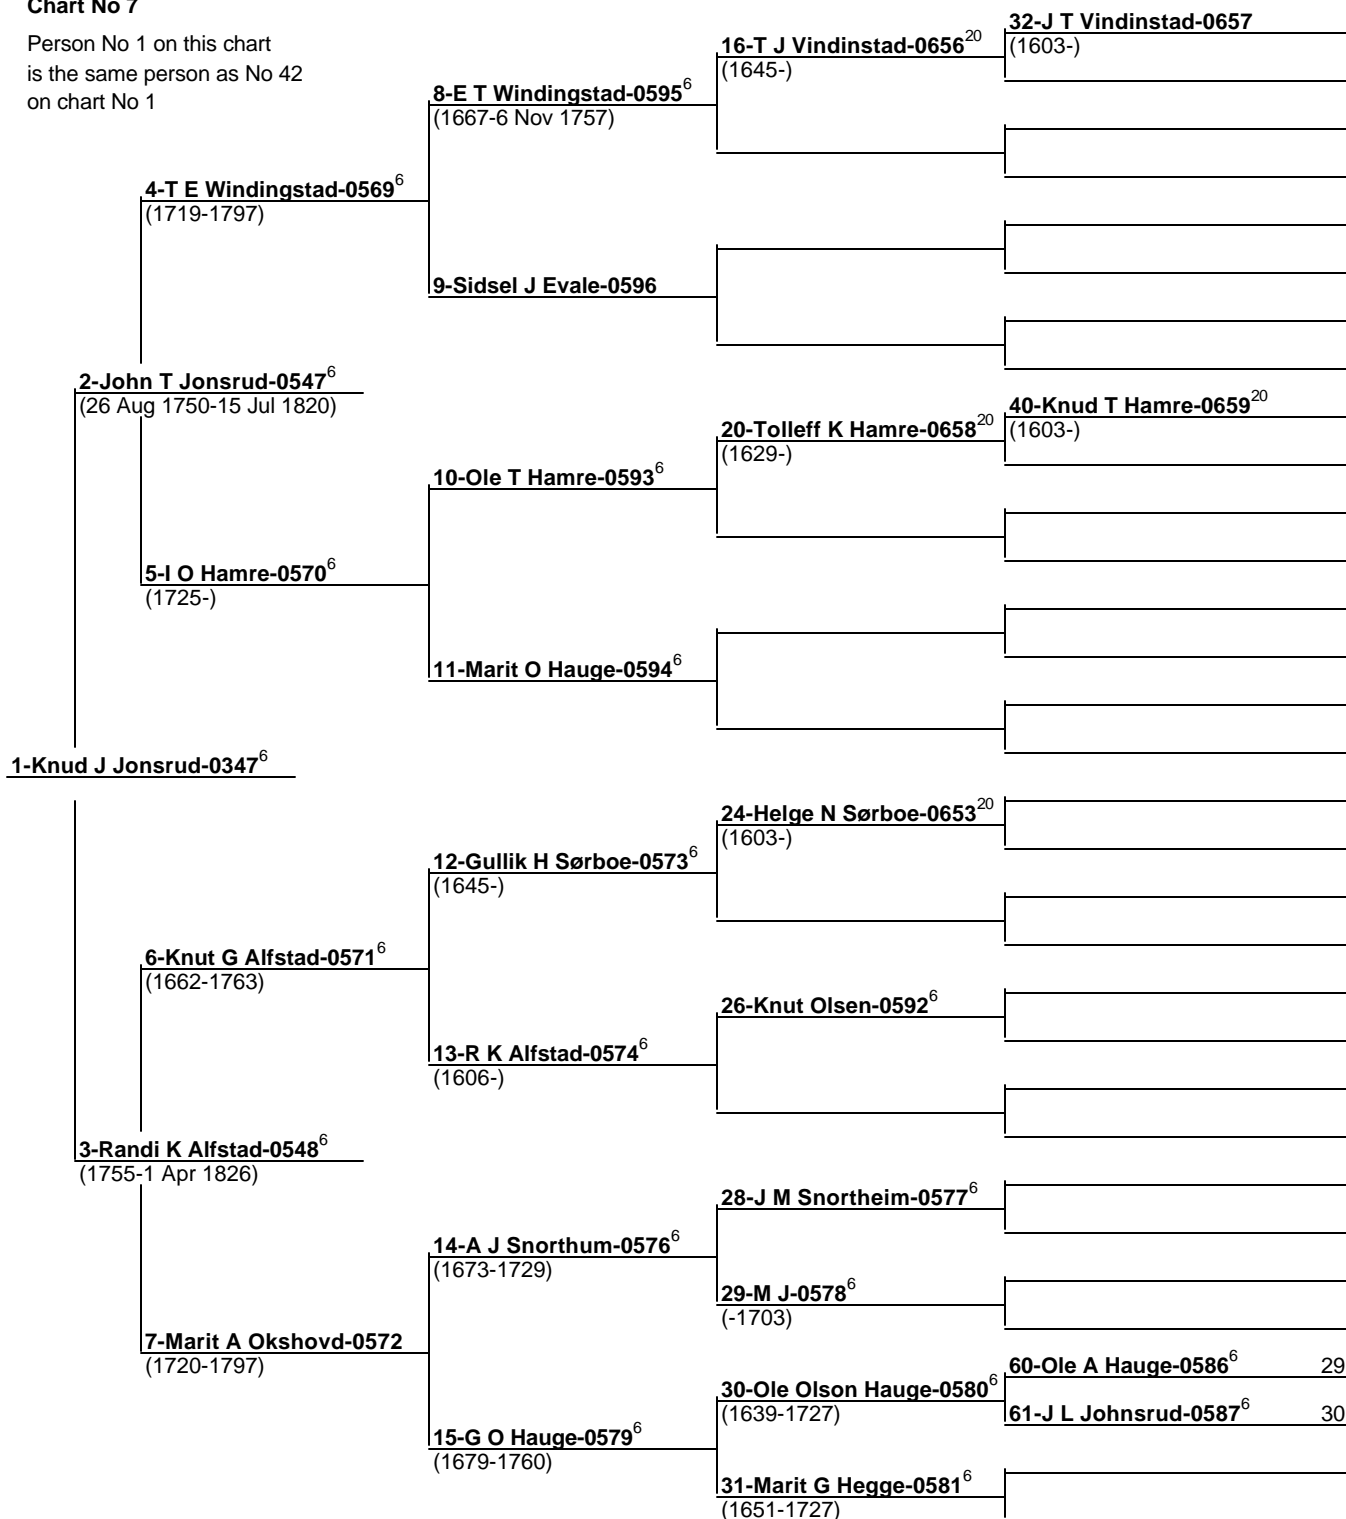 Chart No 7
Person No 1 on this chart
is the same person as No 42
on chart No 1
32-J T Vindinstad-0657
(1603-)
16-T J Vindinstad-0656 20
(1645-)
8-E T Windingstad-0595 6
(1667-6 Nov 1757)
4-T E Windingstad-0569 6
(1719-1797)
9-Sidsel J Evale-0596
2-John T Jonsrud-0547 6
(26 Aug 1750-15 Jul 1820)
40-Knud T Hamre-0659 20
(1603-)
20-Tolleff K Hamre-0658 20
(1629-)
10-Ole T Hamre-0593 6
5-I O Hamre-0570 6
(1725-)
11-Marit O Hauge-0594 6
1-Knud J Jonsrud-0347 6
24-Helge N Sørboe-0653 20
(1603-)
12-Gullik H Sørboe-0573 6
(1645-)
6-Knut G Alfstad-0571 6
(1662-1763)
26-Knut Olsen-0592 6
13-R K Alfstad-0574 6
(1606-)
3-Randi K Alfstad-0548 6
(1755-1 Apr 1826)
28-J M Snortheim-0577 6
14-A J Snorthum-0576 6
(1673-1729)
29-M J-0578 6
(-1703)
7-Marit A Okshovd-0572
(1720-1797)
60-Ole A Hauge-0586 6 29
30-Ole Olson Hauge-0580 6
(1639-1727)
61-J L Johnsrud-0587 6 30
15-G O Hauge-0579 6
(1679-1760)
31-Marit G Hegge-0581 6
(1651-1727)